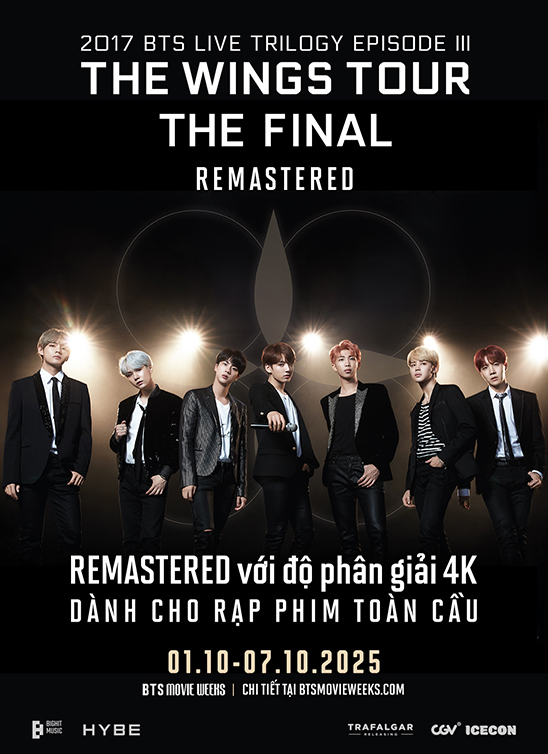 2017 BTS LIVE TRILOGY EPISODE III
THE WINGS TOUR
THE FINAL
REMASTERED
REMASTERED với độ phân giải 4K
DÀNH CHO RẠP PHIM TOÀN CẦU
01.10-07.10.2025
BTS MOVIE WEEKS | CHI TIẾT TẠI BTSMOVIEWEEKS.COM
BIGHIT MUSIC HYBE TRAFALGAR RELEASING CGV ICECON